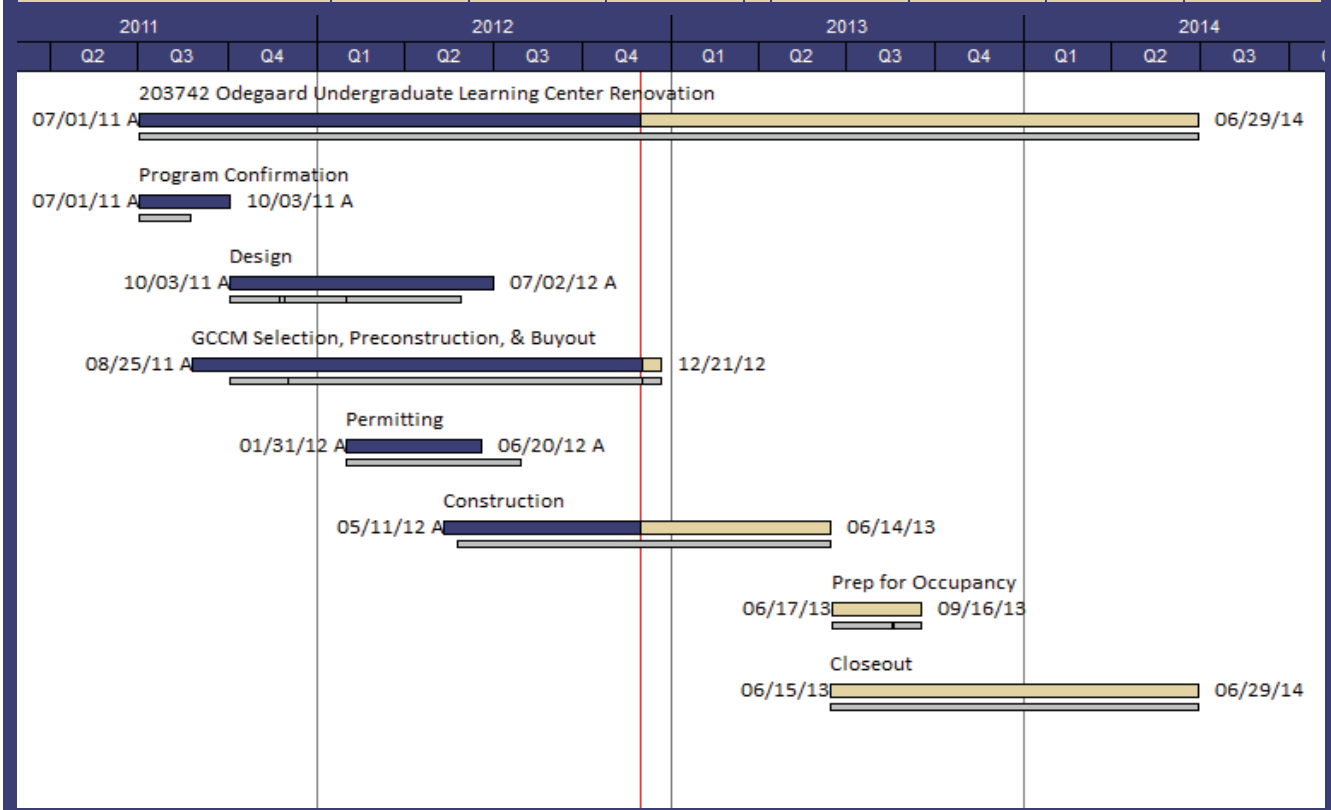 2011 2012 2013 2014
Q2 Q3 Q4 Q1 Q2 Q3 Q4 Q1 Q2 Q3 Q4 Q1 Q2 Q3
203742 Odegaard Undergraduate Learning Center Renovation
07/01/11 A 06/29/14
Program Confirmation
07/01/11 A 10/03/11 A
Design
10/03/11 A 07/02/12 A
GCCM Selection, Preconstruction, & Buyout
08/25/11 A 12/21/12
Permitting
01/31/12 A 06/20/12 A
Construction
05/11/12 A 06/14/13
Prep for Occupancy
06/17/13 09/16/13
Closeout
06/15/13 06/29/14